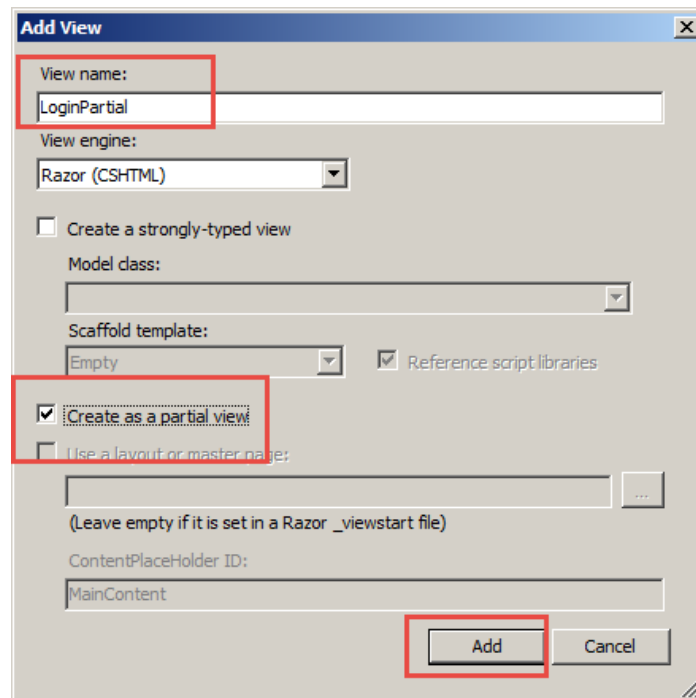 Add View
View name:
LoginPartial
View engine:
Razor (CSHTML)
Create a strongly-typed view
Model class:
Scaffold template:
Empty
Reference script libraries
Create as a partial view
Use a layout or master page:
...
(Leave empty if it is set in a Razor _viewstart file)
ContentPlaceHolder ID:
MainContent
Add Cancel